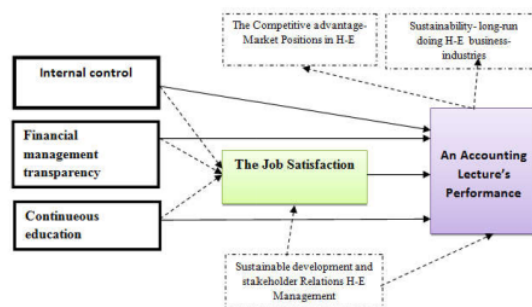 The Competitive advantage-
Market Positions in H-E
Sustainability- long-run
doing H-E business-
industries
Internal control
Financial
management
transparency
The Job Satisfaction
An Accounting
Lecture's
Performance
Continueous
education
Sustainable development and
stakeholder Relations H-E
Management